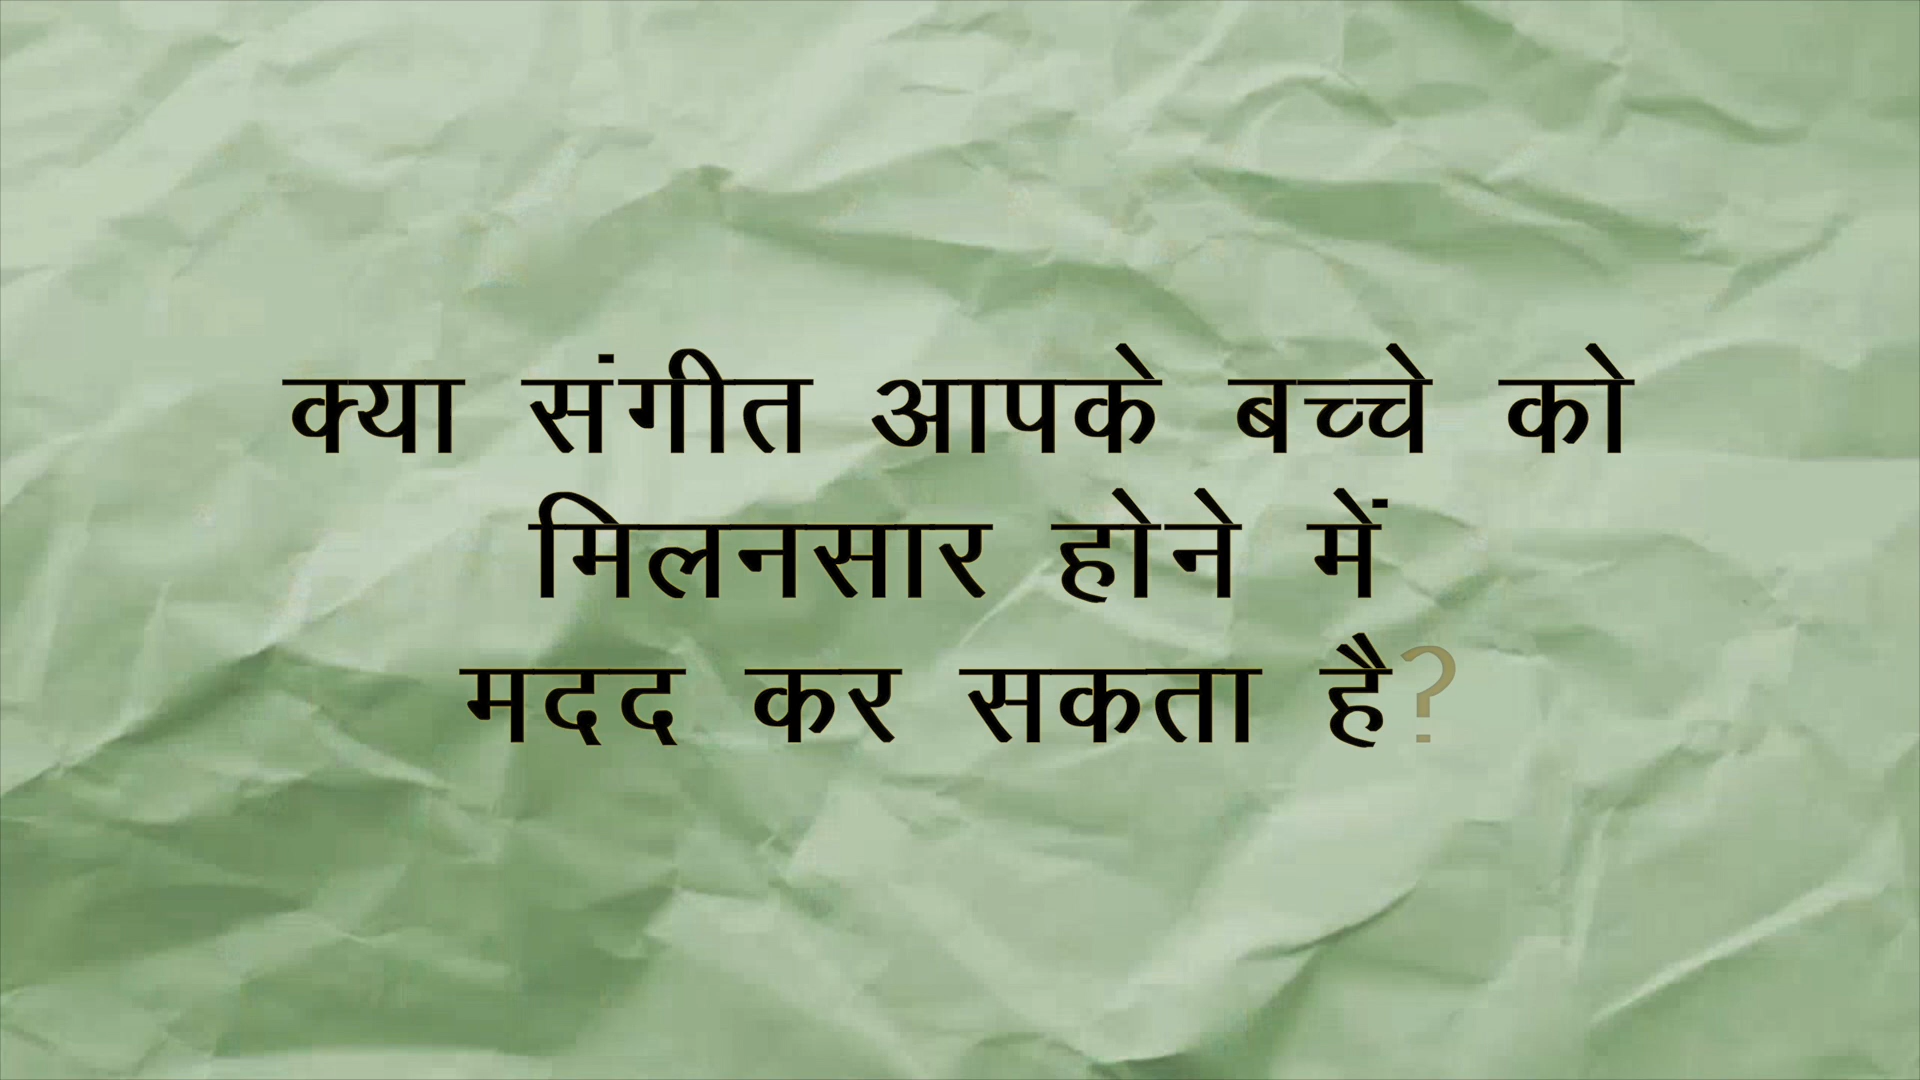 क्या संगीत आपके बच्चे को
मिलनसार होने में
मदद कर सकता है?